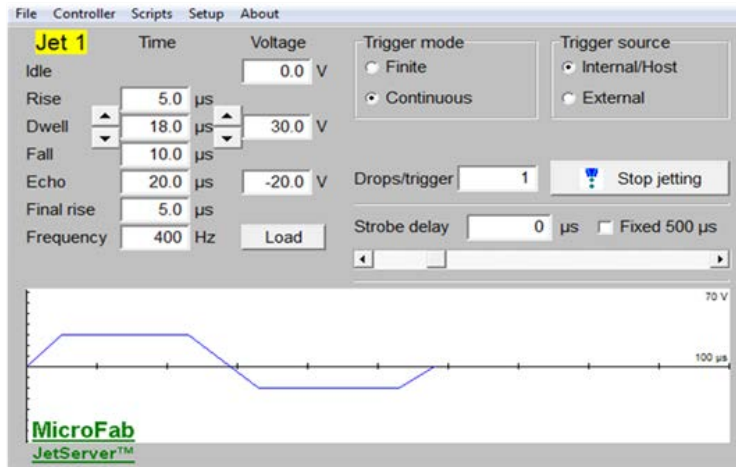 File Controller Scripts Setup About
Jet 1 Time Voltage
Idle 0.0 V
Rise 5.0 µs
Dwell 18.0 µs 30.0 V
Fall 10.0 µs
Echo 20.0 µs -20.0 V
Final rise 5.0 µs
Frequency 400 Hz Load
Trigger mode
Finite
Continuous
Trigger source
Internal/Host
External
Drops/trigger 1 Stop jetting
Strobe delay 0 µs Fixed 500 µs
70 V
100 µs
MicroFab
JetServer™